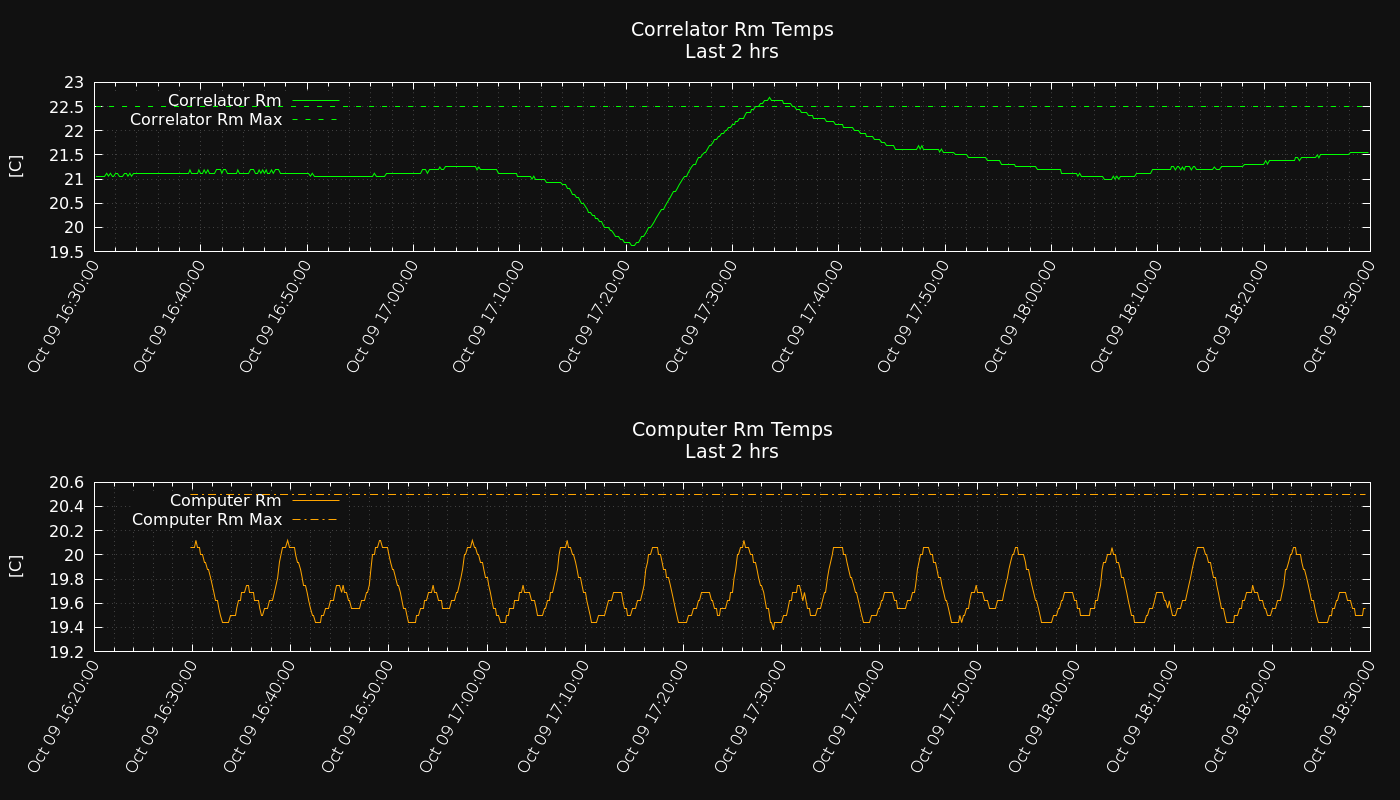 Correlator Rm Temps
Last 2 hrs
[C]
23
22.5
22
21.5
21
20.5
20
19.5
Correlator Rm
Correlator Rm Max
Oct 09 16:30:00
Oct 09 16:40:00
Oct 09 16:50:00
Oct 09 17:00:00
Oct 09 17:10:00
Oct 09 17:20:00
Oct 09 17:30:00
Oct 09 17:40:00
Oct 09 17:50:00
Oct 09 18:00:00
Oct 09 18:10:00
Oct 09 18:20:00
Oct 09 18:30:00
Computer Rm Temps
Last 2 hrs
[C]
20.6
20.4
20.2
20
19.8
19.6
19.4
19.2
Computer Rm
Computer Rm Max
Oct 09 16:20:00
Oct 09 16:30:00
Oct 09 16:40:00
Oct 09 16:50:00
Oct 09 17:00:00
Oct 09 17:10:00
Oct 09 17:20:00
Oct 09 17:30:00
Oct 09 17:40:00
Oct 09 17:50:00
Oct 09 18:00:00
Oct 09 18:10:00
Oct 09 18:20:00
Oct 09 18:30:00